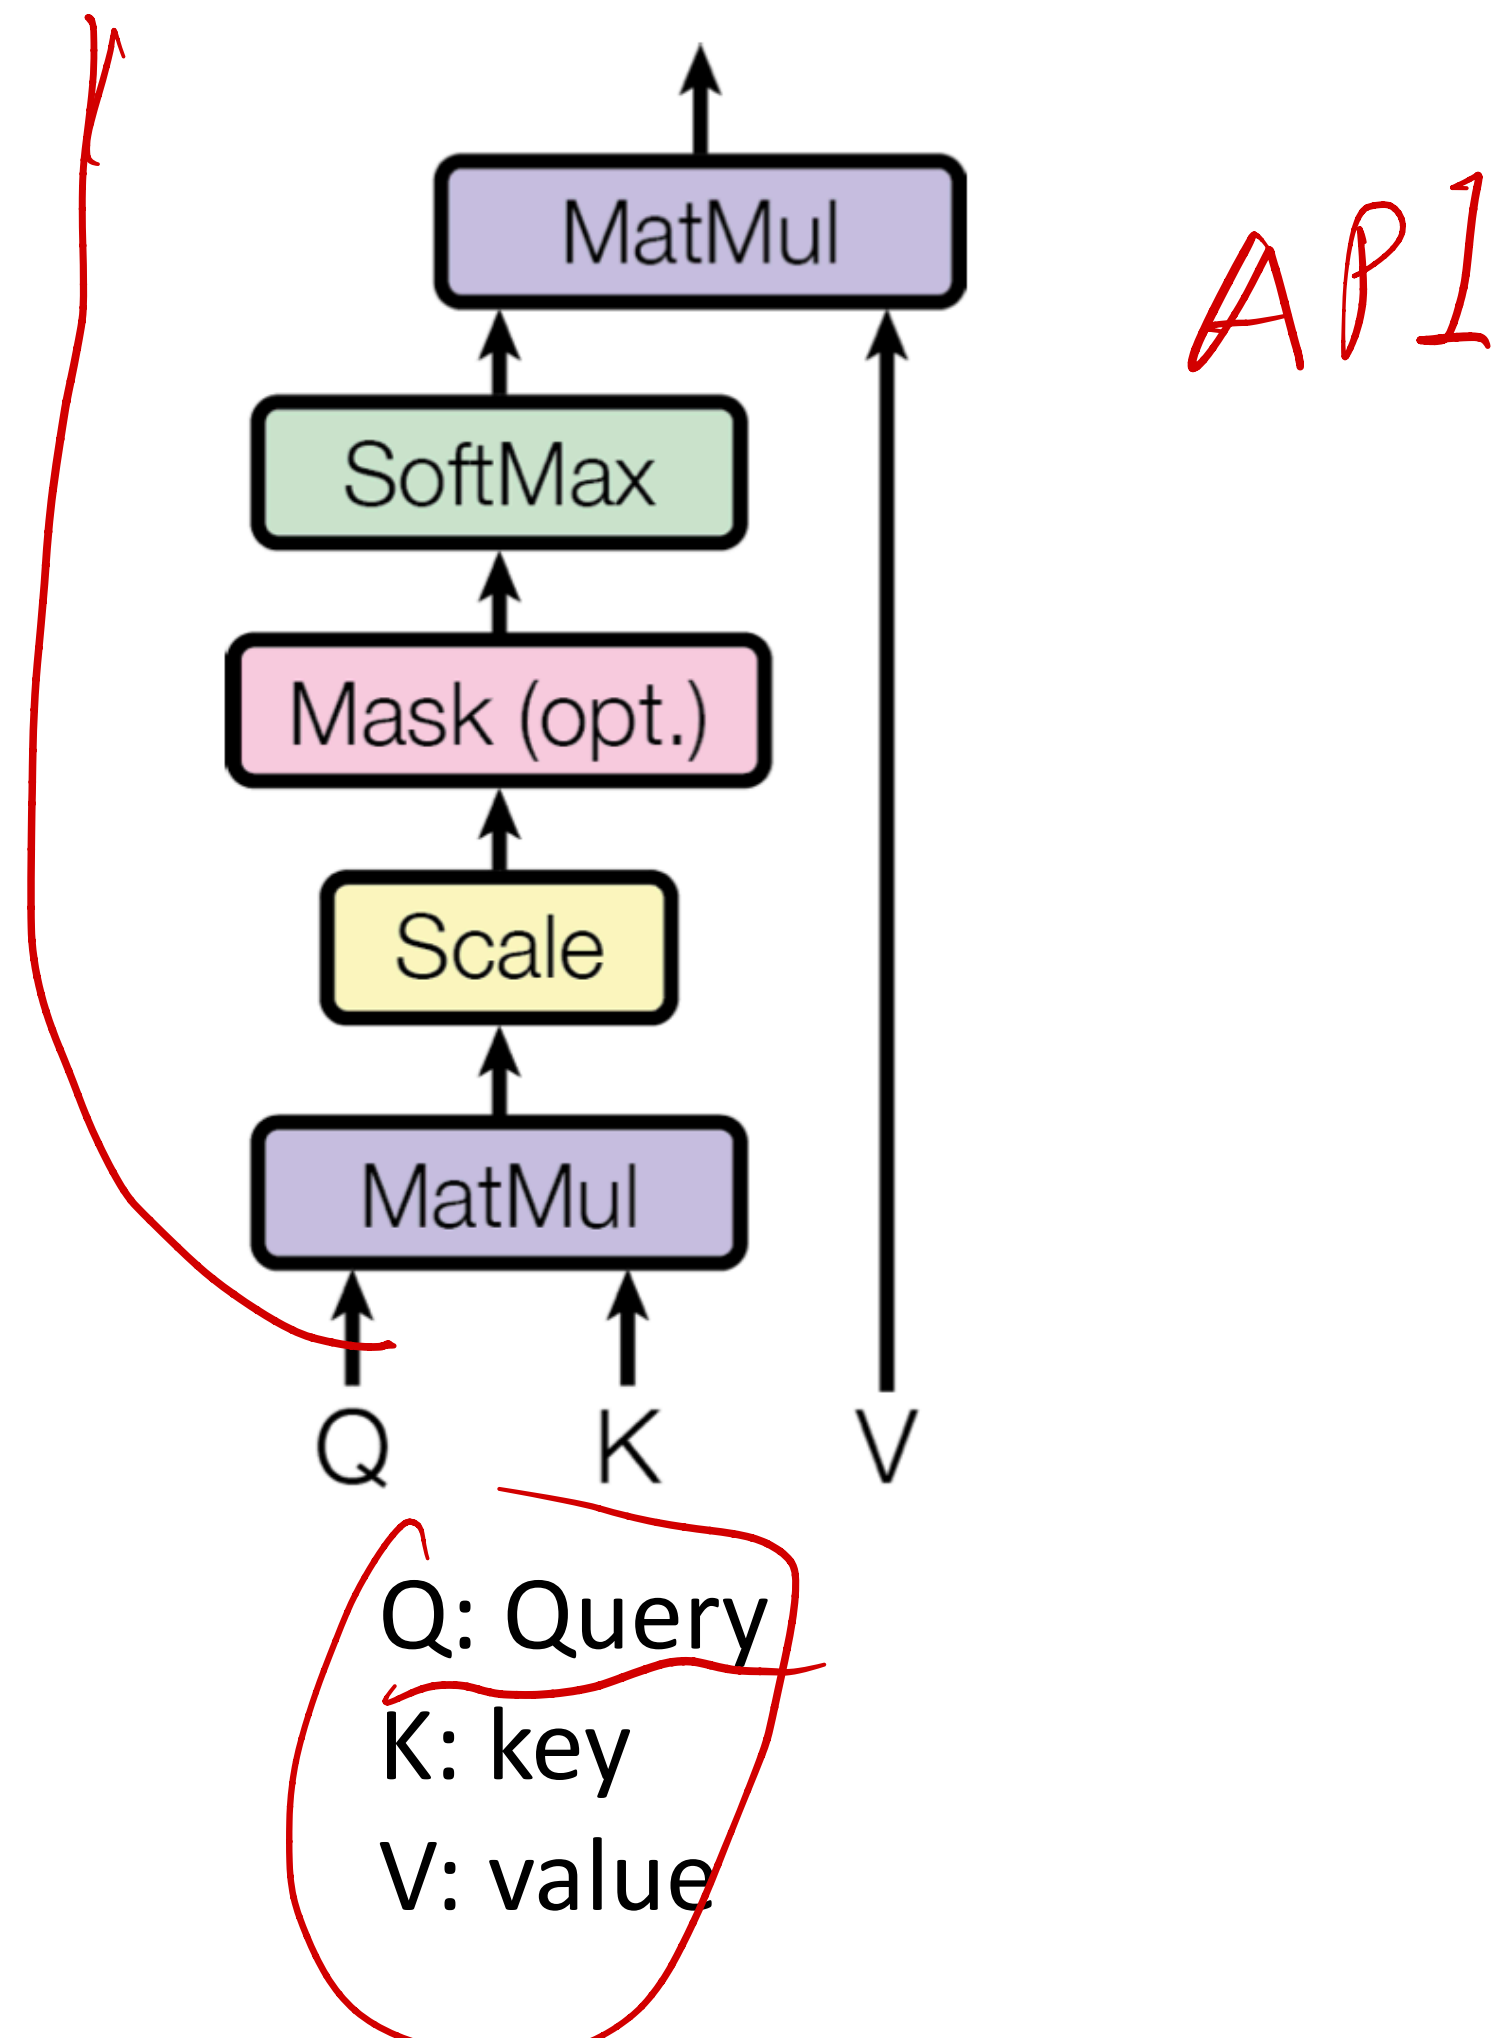 MatMul
API
SoftMax
Mask (opt.)
Scale
MatMul
Q K V
Q: Query
K: key
V: value